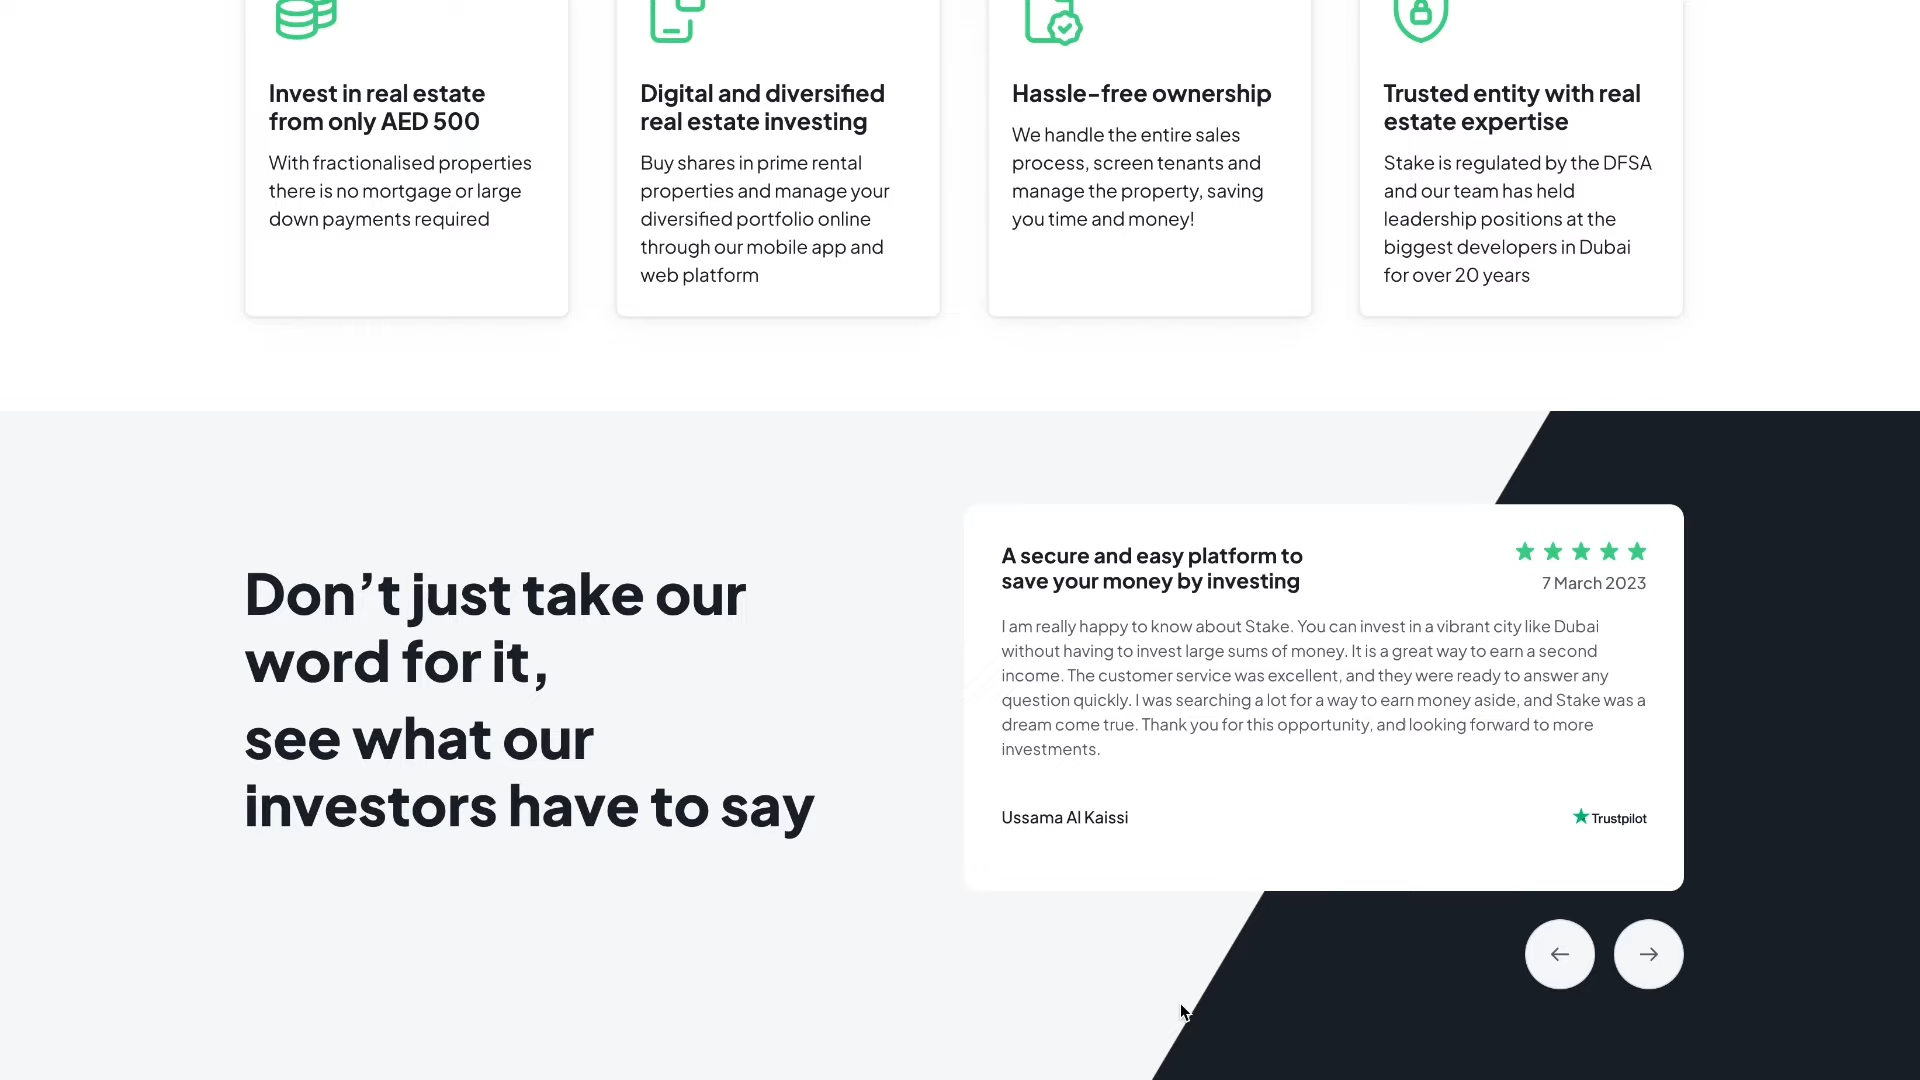 Invest in real estate
from only AED 500
With fractionalised properties
there is no mortgage or large
down payments required
Digital and diversified
real estate investing
Buy shares in prime rental
properties and manage your
diversified portfolio online
through our mobile app and
web platform
Hassle-free ownership
We handle the entire sales
process, screen tenants and
manage the property, saving
you time and money!
Trusted entity with real
estate expertise
Stake is regulated by the DFSA
and our team has held
leadership positions at the
biggest developers in Dubai
for over 20 years
Don’t just take our
word for it,
see what our
investors have to say
A secure and easy platform to
save your money by investing
7 March 2023
I am really happy to know about Stake. You can invest in a vibrant city like Dubai
without having to invest large sums of money. It is a great way to earn a second
income. The customer service was excellent, and they were ready to answer any
question quickly. I was searching a lot for a way to earn money aside, and Stake was a
dream come true. Thank you for this opportunity, and looking forward to more
investments.
Ussama Al Kaissi
Trustpilot